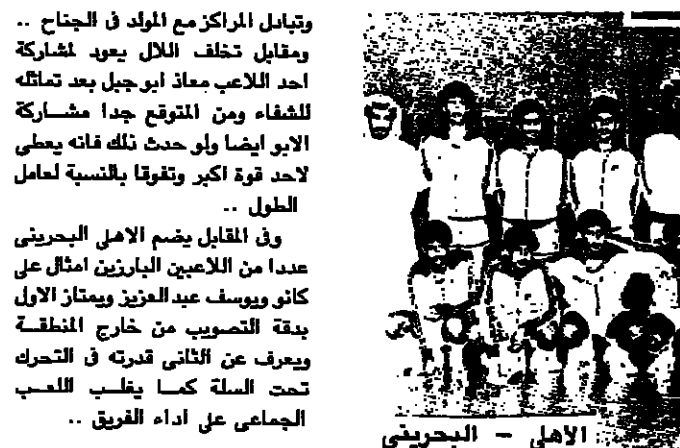 وتبادل المراكز مع المولد فى الجناح ..
ومقابل تخلف اللال يعود لمشاركة
احد اللاعب معاذ ابو جبل بعد تماثله
للشفاء ومن المتوقع جدا مشاركة
الابو ايضا ولو حدث ذلك فانه يعطى
لاحد قوة اكبر وتفوقا بالنسبة لعامل
الطول ..
وفى المقابل يضم الاهلى البحرينى
عددا من اللاعبين البارزين امثال على
كانو ويوسف عبد العزيز ويمتاز الاول
بدقة التصويب من خارج المنطقة
ويعرف عن الثانى قدرته فى التحرك
تحت السلة كما يغلب اللعب
الجماعى على اداء الفريق ..
الاهلى - البحرينى